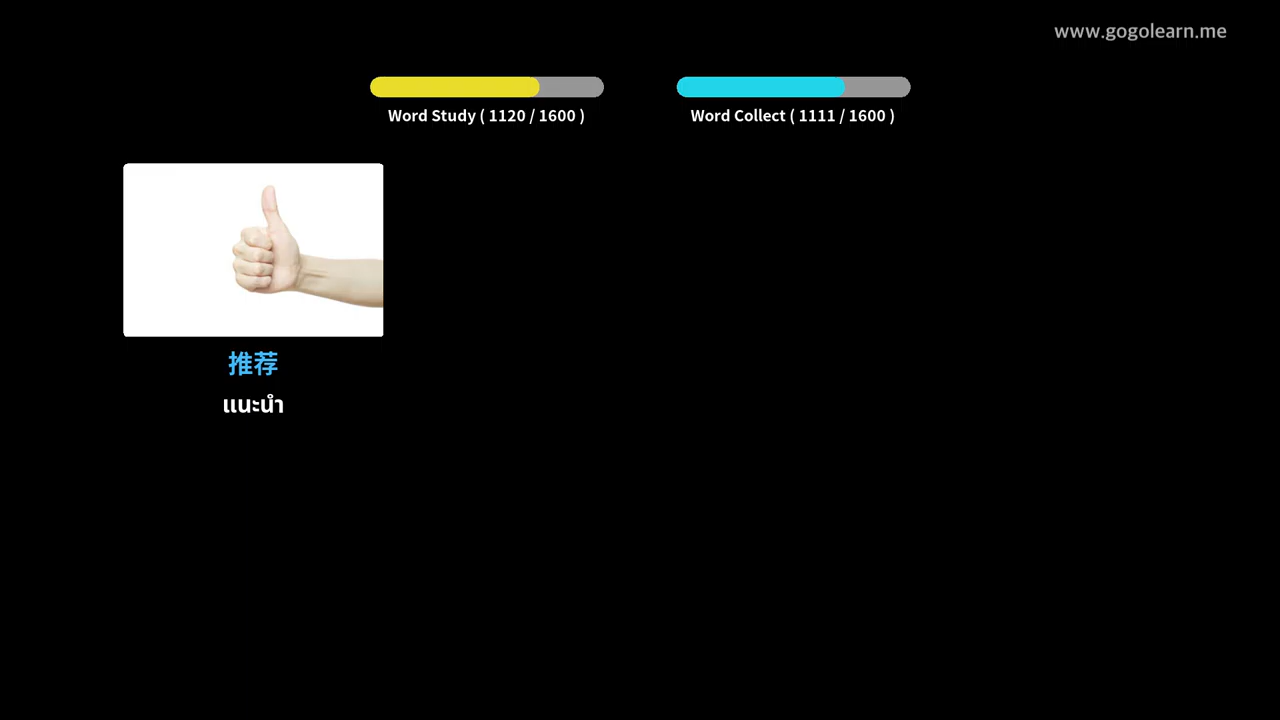 www.gogolearn.me
Word Study ( 1120 / 1600 )
Word Collect ( 1111 / 1600 )
推荐
แนะนำ